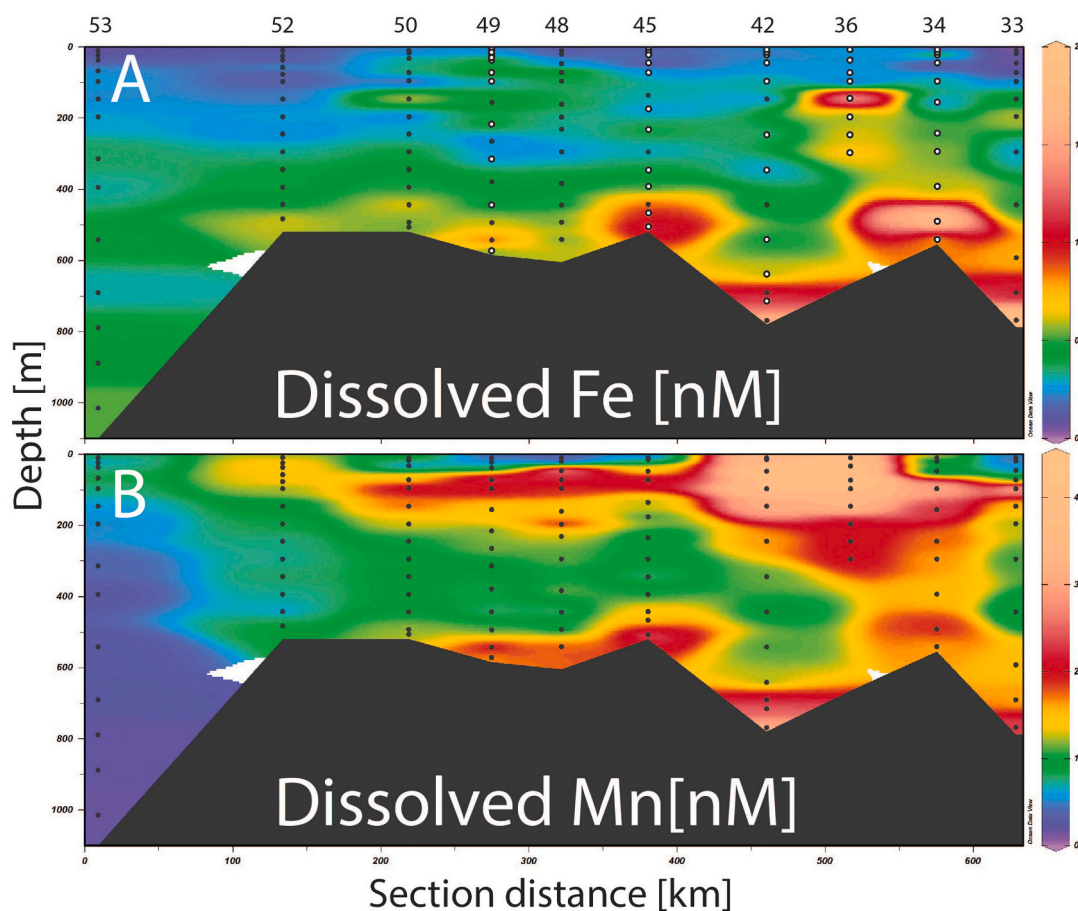 53 52 50 49 48 45 42 36 34 33
A
0
200
400
600
800
1000
Depth [m]
Dissolved Fe [nM]
Ocean Data View
B
0
200
400
600
800
1000
Dissolved Mn[nM]
Ocean Data View
0 100 200 300 400 500 600
Section distance [km]